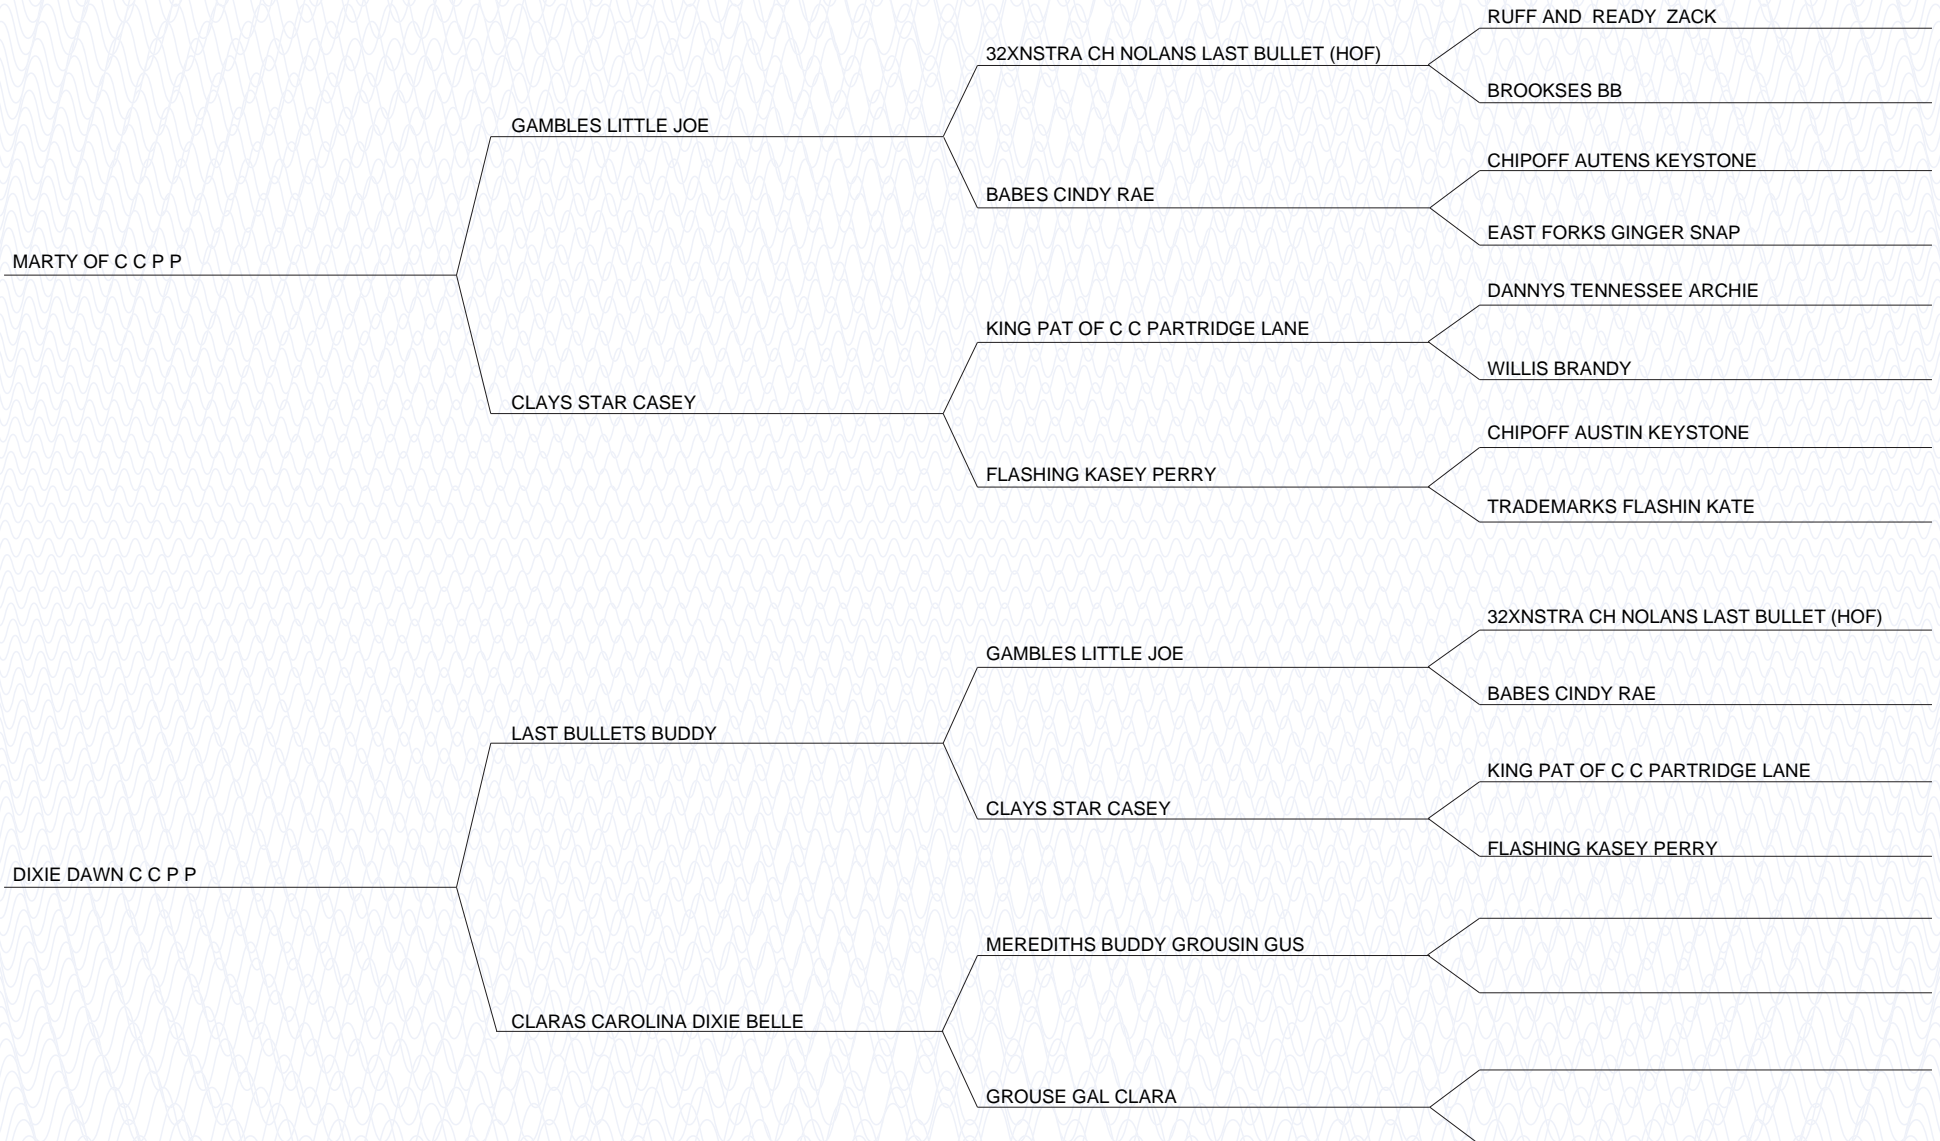 RUFF AND READY ZACK
32XNSTRA CH NOLANS LAST BULLET (HOF)
BROOKSES BB
GAMBLES LITTLE JOE
CHIPOFF AUTENS KEYSTONE
BABES CINDY RAE
EAST FORKS GINGER SNAP
MARTY OF C C P P
DANNYS TENNESSEE ARCHIE
KING PAT OF C C PARTRIDGE LANE
WILLIS BRANDY
CLAYS STAR CASEY
CHIPOFF AUSTIN KEYSTONE
FLASHING KASEY PERRY
TRADEMARKS FLASHIN KATE
32XNSTRA CH NOLANS LAST BULLET (HOF)
GAMBLES LITTLE JOE
BABES CINDY RAE
LAST BULLETS BUDDY
KING PAT OF C C PARTRIDGE LANE
CLAYS STAR CASEY
FLASHING KASEY PERRY
DIXIE DAWN C C P P
MEREDITHS BUDDY GROUSIN GUS
CLARAS CAROLINA DIXIE BELLE
GROUSE GAL CLARA